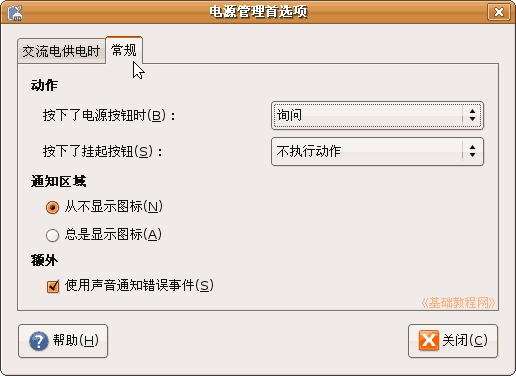 电源管理首选项
交流电供电时 常规
动作
按下了电源按钮时(B)： 询问
按下了挂起按钮(S)： 不执行动作
通知区域
从不显示图标(N)
总是显示图标(A)
额外
使用声音通知错误事件(S)
《基础教程网》
帮助(H) 关闭(C)